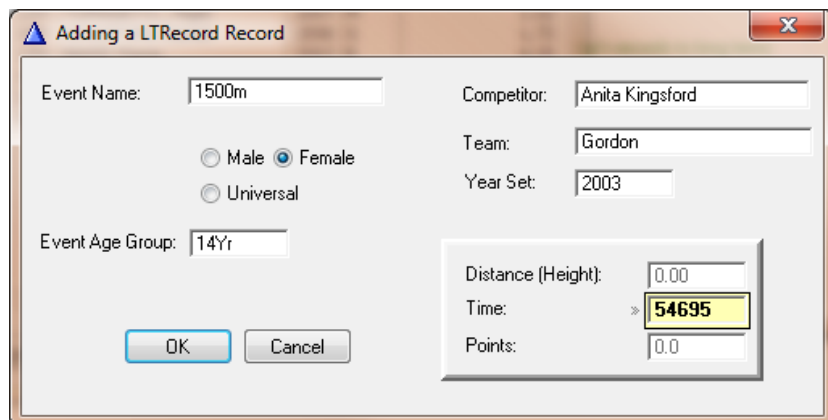 Adding a LTRecord Record
Event Name: 1500m
Male Female
Universal
Event Age Group: 14Yr
Competitor: Anita Kingsford
Team: Gordon
Year Set: 2003
Distance (Height): 0.00
Time: » 54695
Points: 0.0
OK Cancel